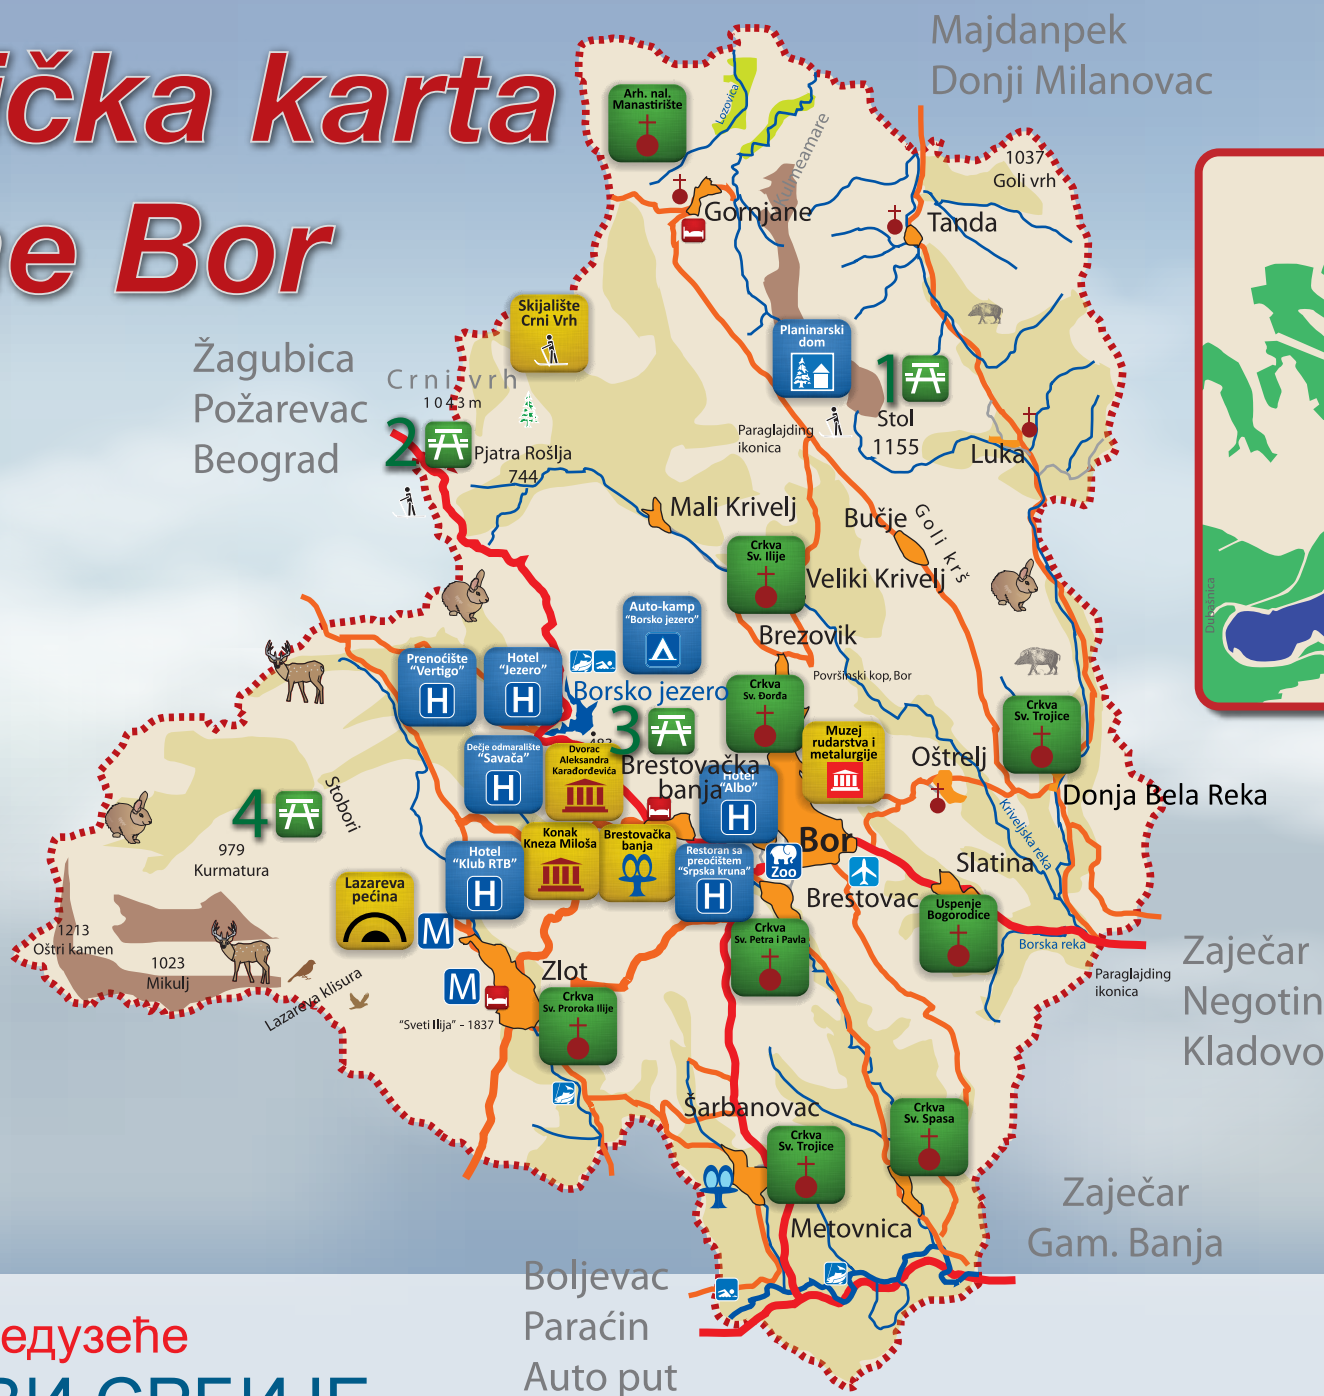 ička karta
ne Bor
Majdanpek
Donji Milanovac
Arh. nal.
Manastirište
Lozovica
Kulmeamare
1037
Goli vrh
Gornjane
Tanda
Skijalište
Crni Vrh
Žagubica
Požarevac
Beograd
Crni vrh
1043m
Planinarski
dom
1
Stol
1155
Paraglajding
ikonica
Luka
2
Pjatra Rošlja
744
Mali Krivelj
Bučje
Goli krš
Crkva
Sv. Ilije
Veliki Krivelj
Dubašnica
Auto-kamp
"Borsko jezero"
Brezovik
Površinski kop, Bor
Prenoćište
"Vertigo"
H
Hotel
"Jezero"
H
Borsko jezero
Crkva
Sv. Đorđa
Crkva
Sv. Trojice
3
Muzej
rudarstva i
metalurgije
Oštrelj
Dečje odmaralište
"Savača"
H
Dvorac
Aleksandra
Karađorđevića
Brestovačka
banja
Hotel
"Albo"
H
Donja Bela Reka
Kriveljska reka
Stobori
4
979
Kurmatura
Konak
Kneza Miloša
Brestovačka
banja
Bor
Hotel
"Klub RTB"
H
Restoran sa
preoćištem
"Srpska kruna"
H
Zoo
Slatina
Brestovac
Lazareva
pećina
M
Uspenje
Bogorodice
1213
Oštri kamen
1023
Mikulj
Crkva
Sv. Petra i Pavla
Borska reka
Zaječar
Negotin
Kladovo
Paraglajding
ikonica
Lazareva klisura
M
Zlot
"Sveti Ilija" - 1837
Crkva
Sv. Proroka Ilije
Šarbanovac
Crkva
Sv. Spasa
Crkva
Sv. Trojice
Metovnica
Zaječar
Gam. Banja
Boljevac
Paraćin
Auto put
едузеће